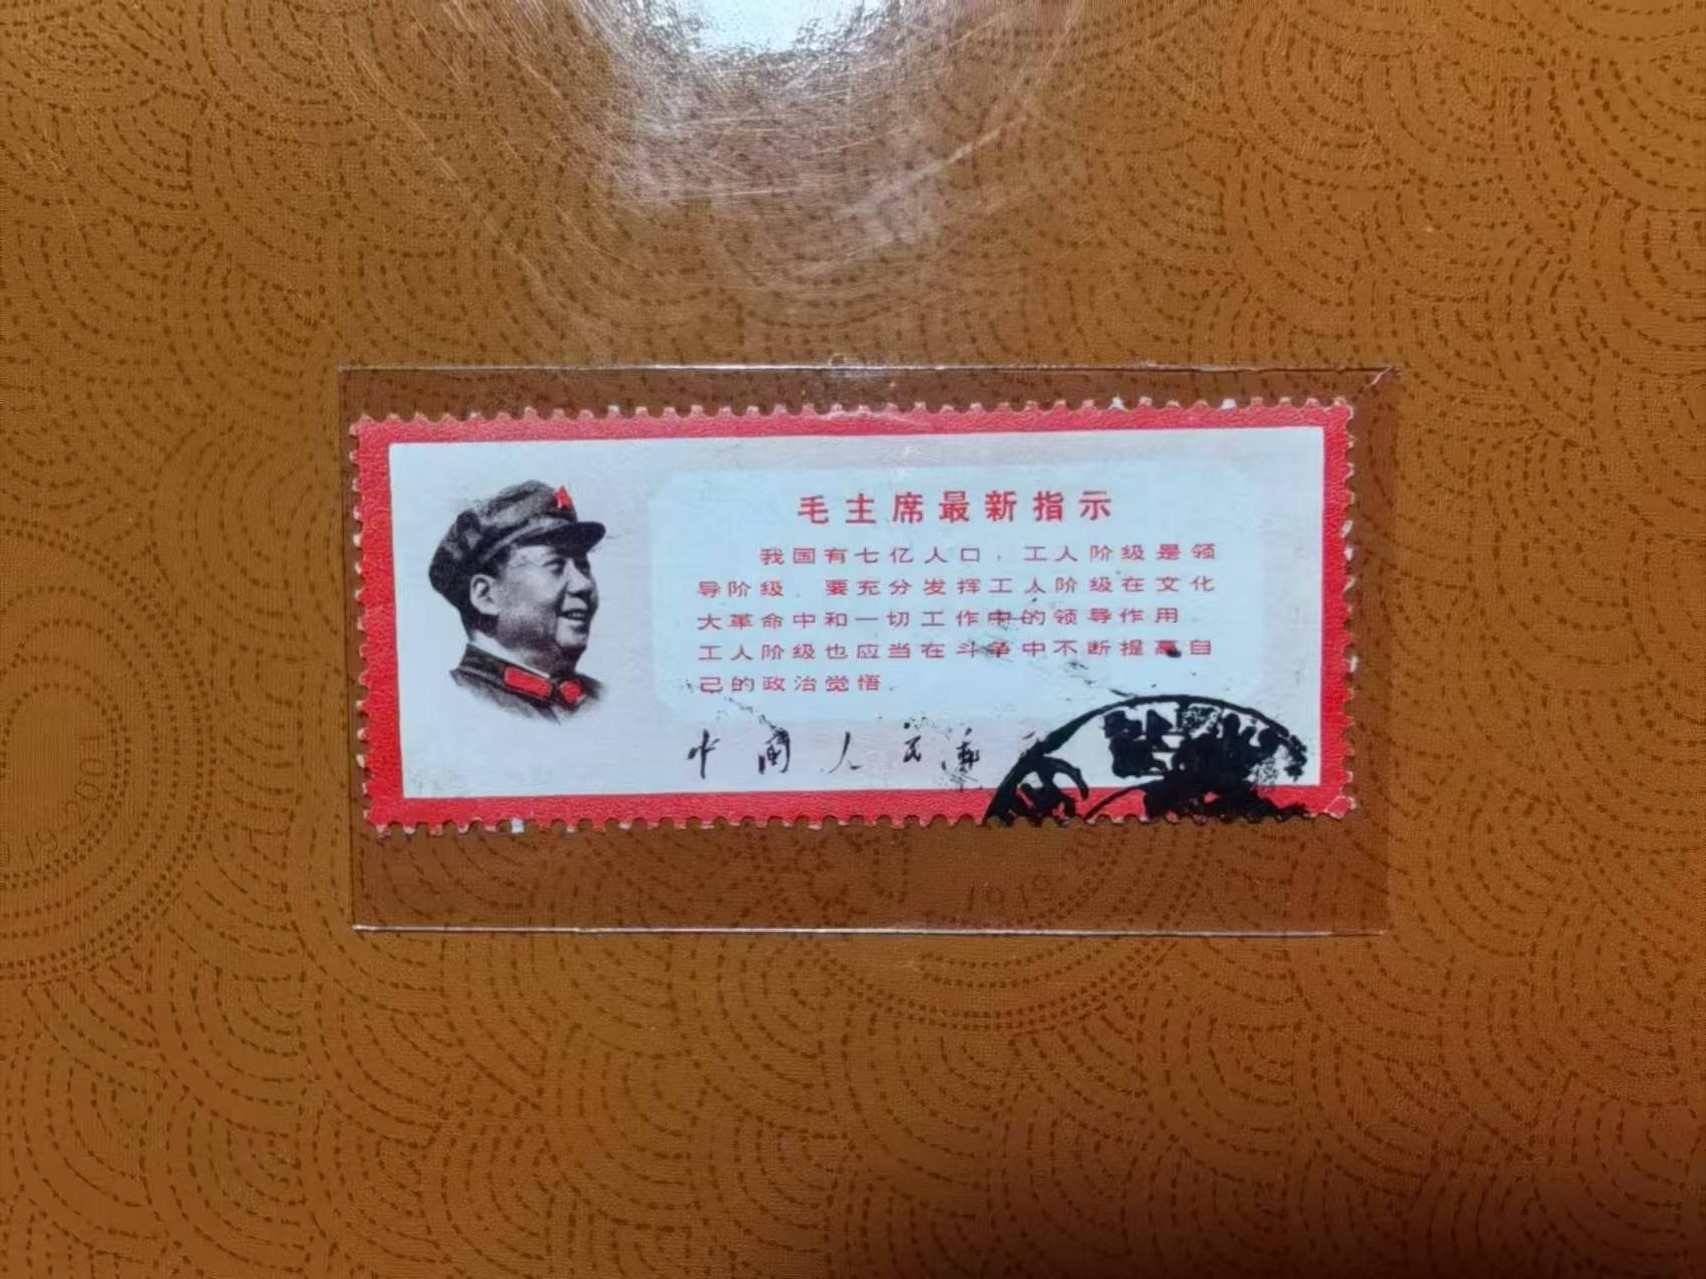 毛主席最新指示
我国有七亿人口，工人阶级是领
导阶级。要充分发挥工人阶级在文化
大革命中和一切工作中的领导作用。
工人阶级也应当在斗争中不断提高自
己的政治觉悟。
中国人民邮